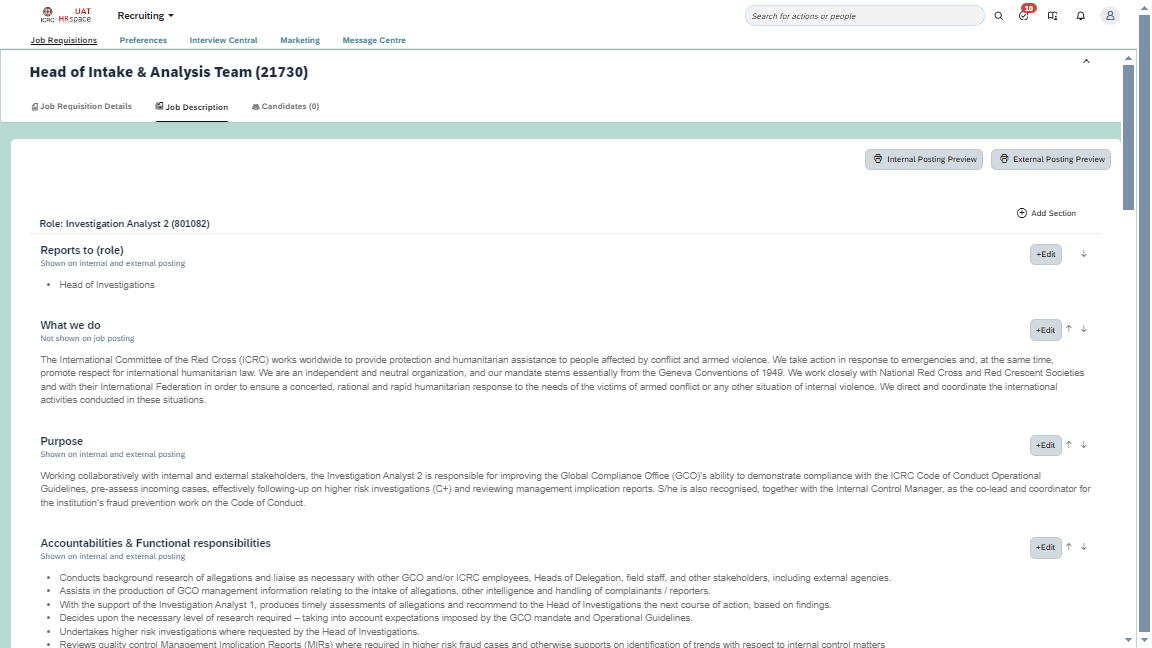 UAT
ICRC HRspace
Recruiting
Search for actions or people
10
Job Requisitions
Preferences
Interview Central
Marketing
Message Centre
Head of Intake & Analysis Team (21730)
Job Requisition Details
Job Description
Candidates (0)
Internal Posting Preview
External Posting Preview
Add Section
Role: Investigation Analyst 2 (801082)
Reports to (role)
Shown on internal and external posting
+Edit
• Head of Investigations
What we do
Not shown on job posting
+Edit
The International Committee of the Red Cross (ICRC) works worldwide to provide protection and humanitarian assistance to people affected by conflict and armed violence. We take action in response to emergencies and, at the same time,
promote respect for international humanitarian law. We are an independent and neutral organization, and our mandate stems essentially from the Geneva Conventions of 1949. We work closely with National Red Cross and Red Crescent Societies
and with their International Federation in order to ensure a concerted, rational and rapid humanitarian response to the needs of the victims of armed conflict or any other situation of internal violence. We direct and coordinate the international
activities conducted in these situations.
Purpose
Shown on internal and external posting
+Edit
Working collaboratively with internal and external stakeholders, the Investigation Analyst 2 is responsible for improving the Global Compliance Office (GCO)'s ability to demonstrate compliance with the ICRC Code of Conduct Operational
Guidelines, pre-assess incoming cases, effectively following-up on higher risk investigations (C+) and reviewing management implication reports. S/he is also recognised, together with the Internal Control Manager, as the co-lead and coordinator for
the institution's fraud prevention work on the Code of Conduct.
Accountabilities & Functional responsibilities
Shown on internal and external posting
+Edit
• Conducts background research of allegations and liaise as necessary with other GCO and/or ICRC employees, Heads of Delegation, field staff, and other stakeholders, including external agencies.
• Assists in the production of GCO management information relating to the intake of allegations, other intelligence and handling of complainants / reporters.
• With the support of the Investigation Analyst 1, produces timely assessments of allegations and recommend to the Head of Investigations the next course of action, based on findings.
• Decides upon the necessary level of research required – taking into account expectations imposed by the GCO mandate and Operational Guidelines.
• Undertakes higher risk investigations where requested by the Head of Investigations.
• Reviews quality control Management Implication Reports (MIRs) where required in higher risk fraud cases and otherwise supports on identification of trends with respect to internal control matters